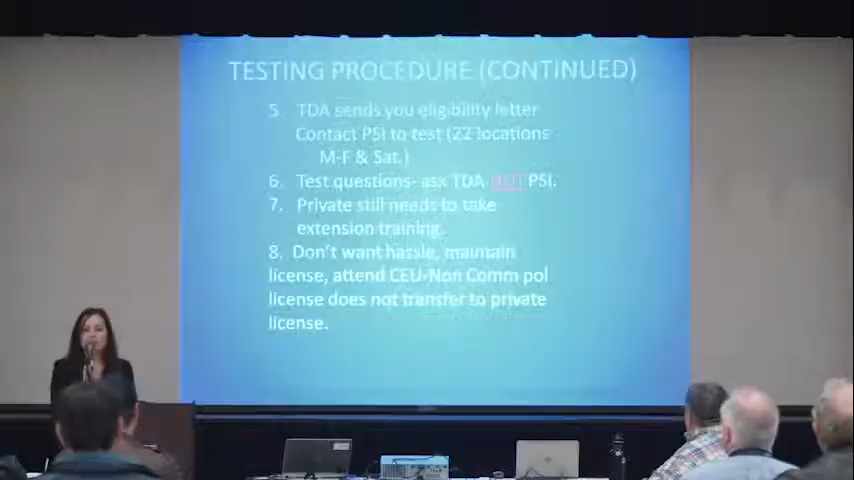 TESTING PROCEDURE (CONTINUED)
5. TDA sends you eligibility letter
Contact PSI to test (22 locations
M-F & Sat.)
6. Test questions- ask TDA NOT PSI.
7. Private still needs to take
extension training.
8. Don't want hassle, maintain
license, attend CEU-Non Comm pol
license does not transfer to private
license.